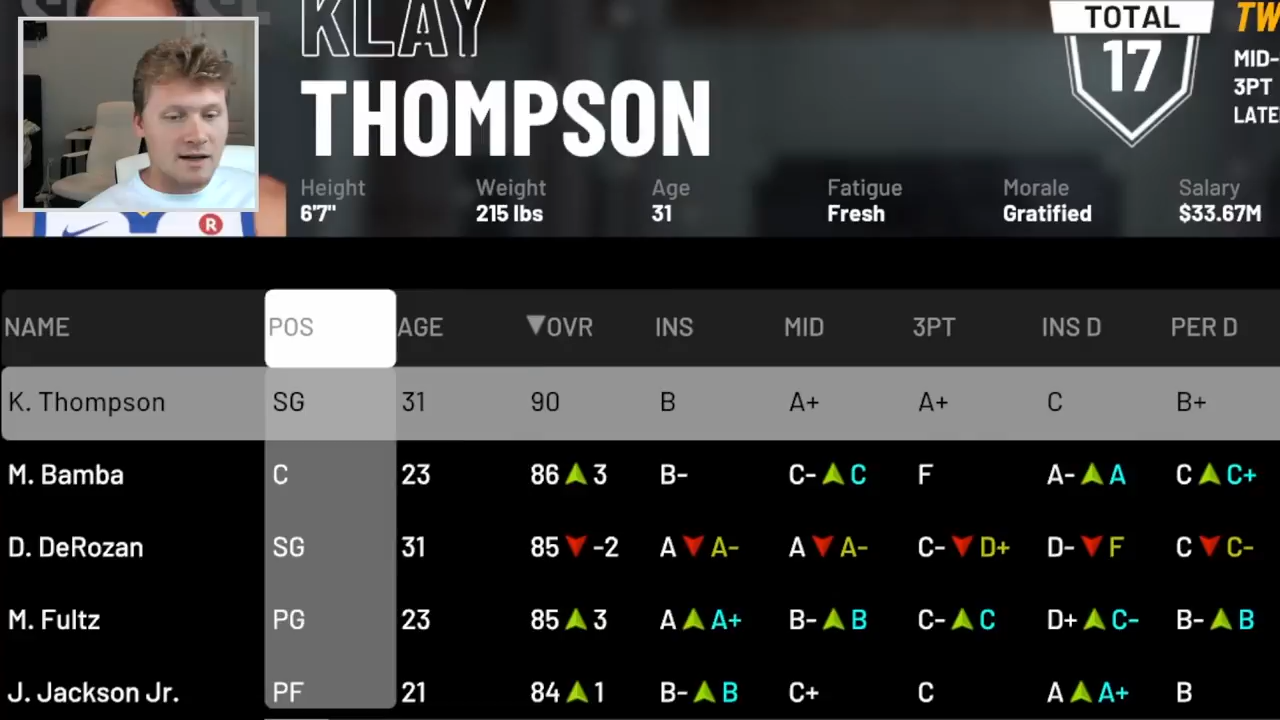 KLAY
THOMPSON
TOTAL
17
TW
MID-
3PT
LATE
Height Weight Age Fatigue Morale Salary
6'7" 215 lbs 31 Fresh Gratified $33.67M
R
NAME POS AGE ▼OVR INS MID 3PT INS D PER D
K. Thompson SG 31 90 B A+ A+ C B+
M. Bamba C 23 86 ▲ 3 B- C- ▲ C F A- ▲ A C ▲ C+
D. DeRozan SG 31 85 ▼ -2 A ▼ A- A ▼ A- C- ▼ D+ D- ▼ F C ▼ C-
M. Fultz PG 23 85 ▲ 3 A ▲ A+ B- ▲ B C- ▲ C D+ ▲ C- B- ▲ B
J. Jackson Jr. PF 21 84 ▲ 1 B- ▲ B C+ C A ▲ A+ B